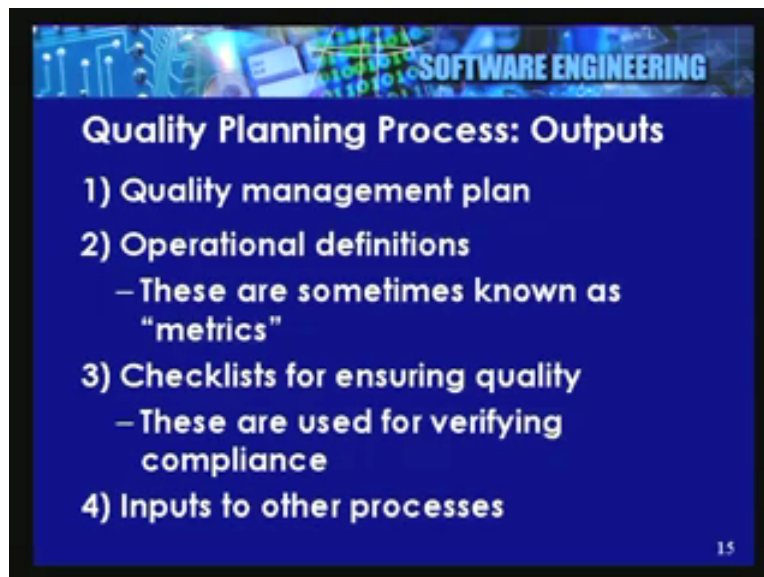 SOFTWARE ENGINEERING
Quality Planning Process: Outputs
1) Quality management plan
2) Operational definitions
– These are sometimes known as
“metrics”
3) Checklists for ensuring quality
– These are used for verifying
compliance
4) Inputs to other processes
15